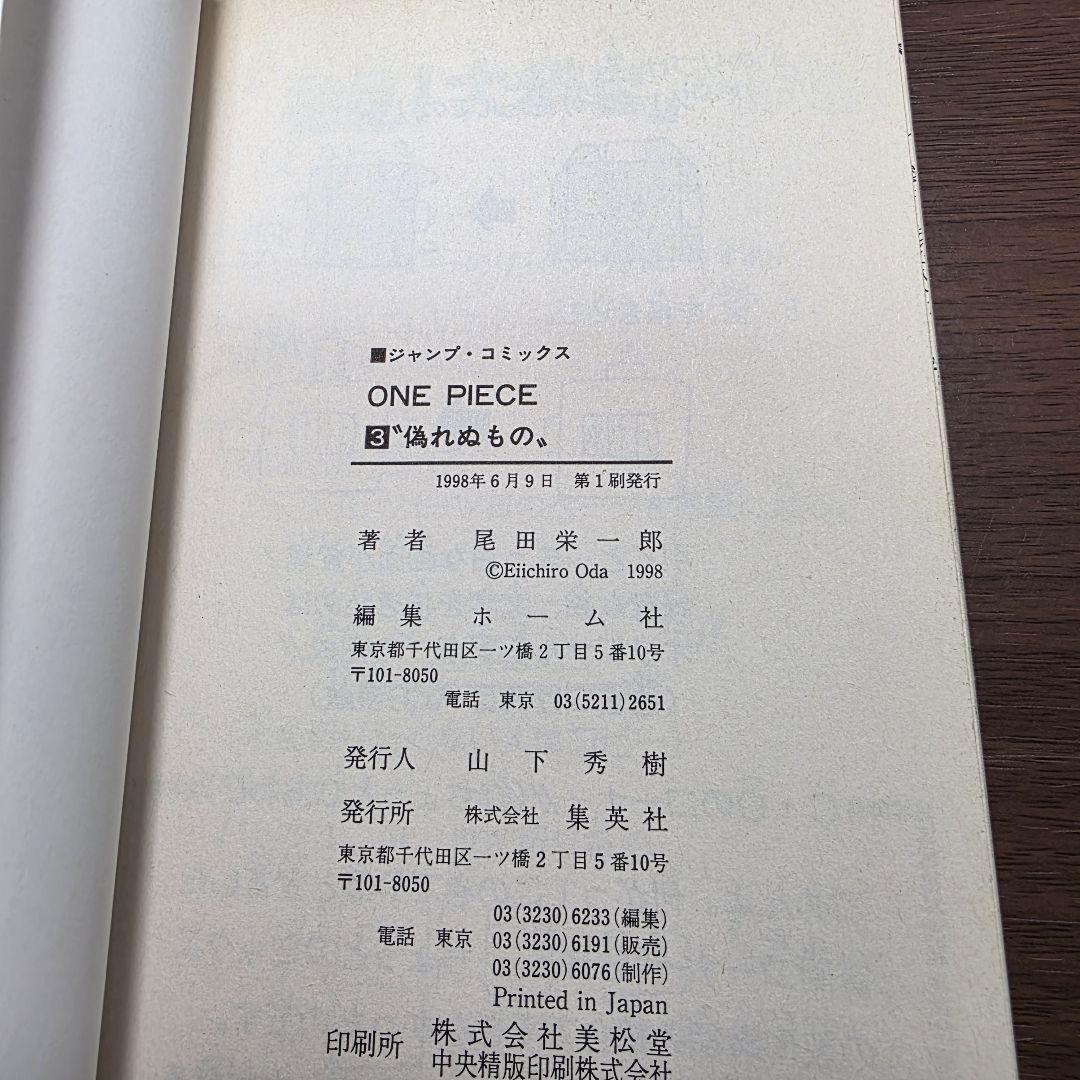 ■ジャンプ・コミックス
ONE PIECE
3〝偽れぬもの〟
1998年6月9日 第1刷発行
著者 尾田栄一郎
©Eiichiro Oda 1998
編集 ホーム社
東京都千代田区一ツ橋2丁目5番10号
〒101-8050
電話 東京 03(5211)2651
発行人 山下秀樹
発行所 株式会社 集英社
東京都千代田区一ツ橋2丁目5番10号
〒101-8050
03(3230)6233(編集)
電話 東京 03(3230)6191(販売)
03(3230)6076(制作)
Printed in Japan
印刷所 株式会社美松堂
中央精版印刷株式会社